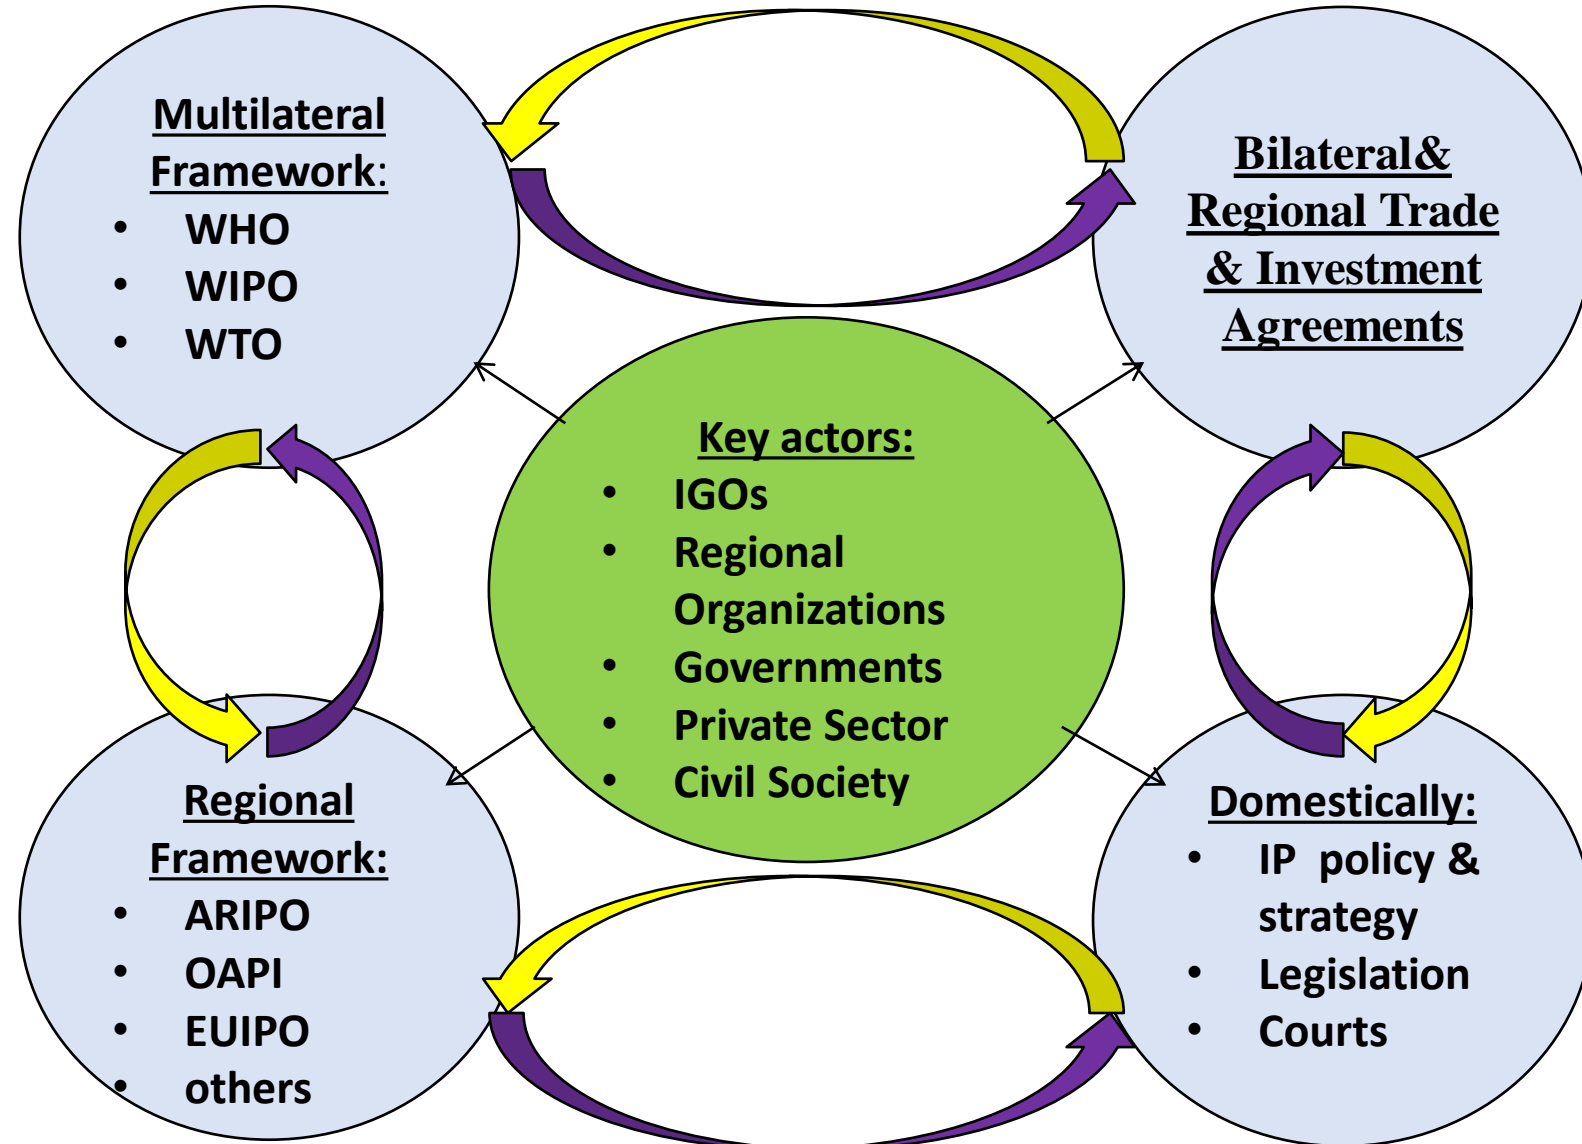 Multilateral
Framework:
• WHO
• WIPO
• WTO
Bilateral&
Regional Trade
& Investment
Agreements
Key actors:
• IGOs
• Regional
Organizations
• Governments
• Private Sector
• Civil Society
Regional
Framework:
• ARIPO
• OAPI
• EUIPO
• others
Domestically:
• IP policy &
strategy
• Legislation
• Courts